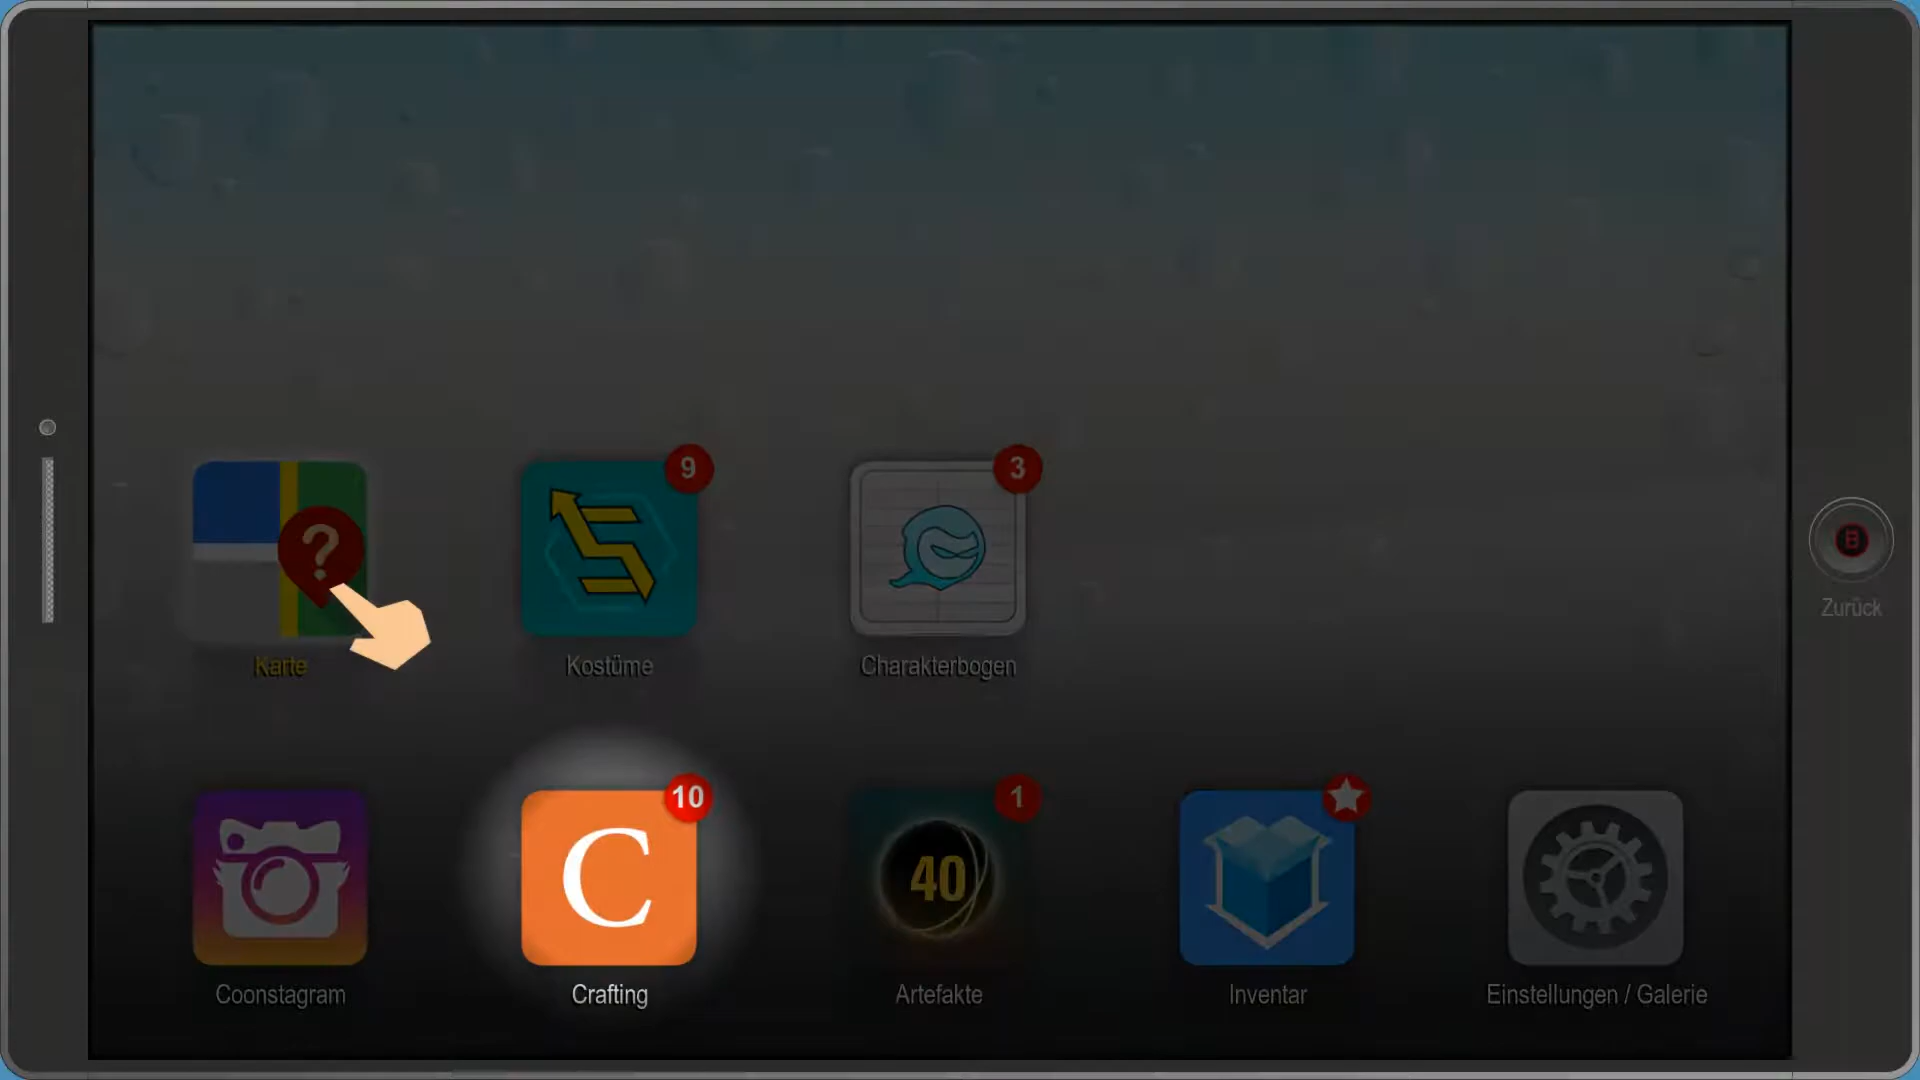 9
3
?
B
Zurück
Karte
Kostüme
Charakterbogen
10
1
C
40
Coonstagram
Crafting
Artefakte
Inventar
Einstellungen / Galerie